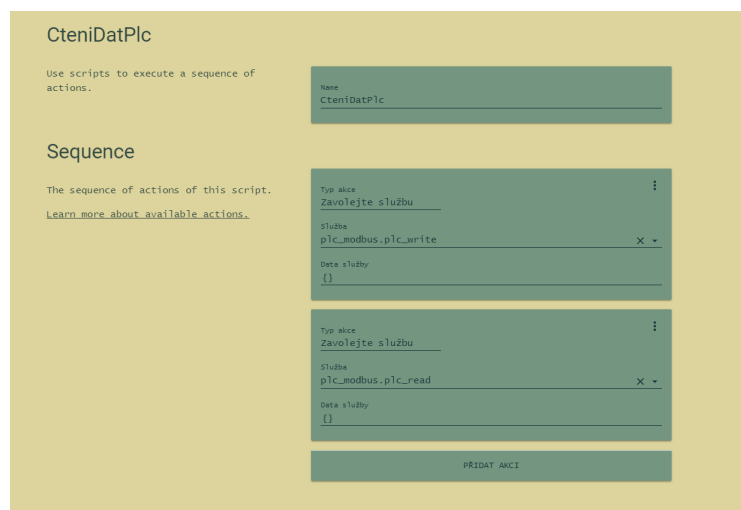 CteniDatPlc
Use scripts to execute a sequence of
actions.
Name
CteniDatPlc
Sequence
The sequence of actions of this script.
Learn more about available actions.
Typ akce
Zavolejte službu
Služba
plc_modbus.plc_write
Data služby
{}
Typ akce
Zavolejte službu
Služba
plc_modbus.plc_read
Data služby
{}
PŘIDAT AKCI